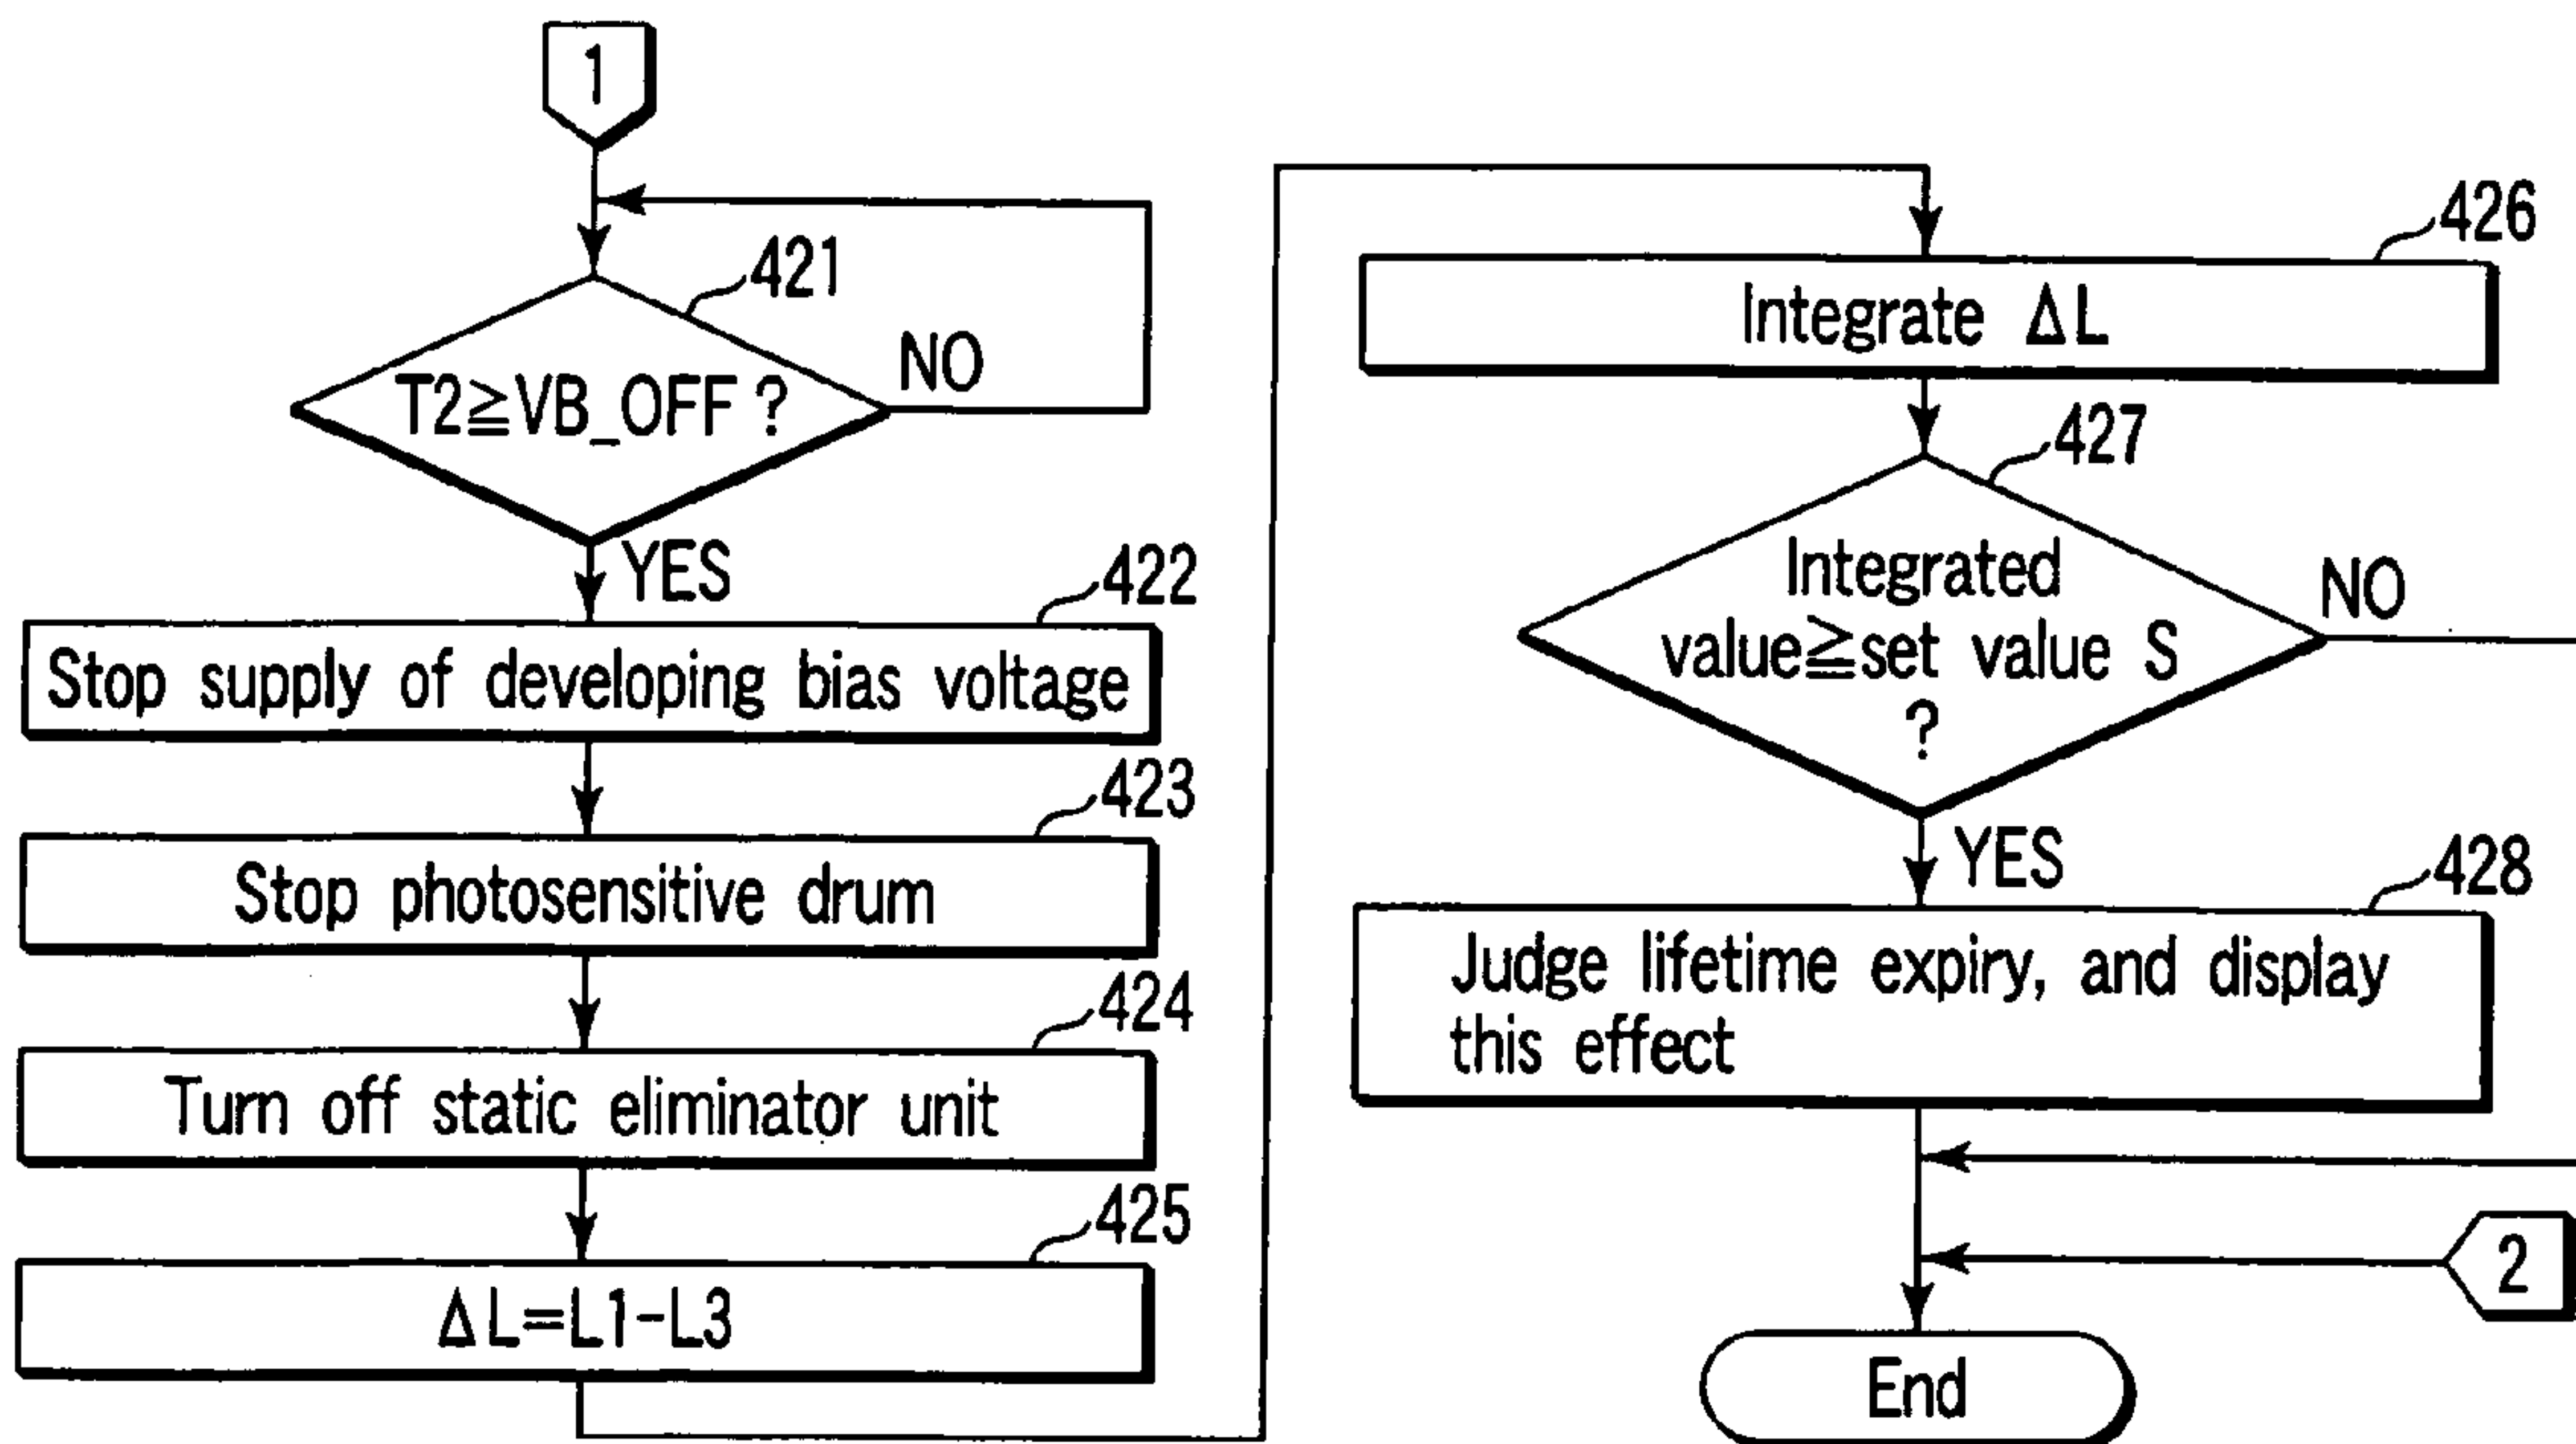 1
421
T2≧VB_OFF ?
NO
YES
422
Stop supply of developing bias voltage
423
Stop photosensitive drum
424
Turn off static eliminator unit
425
ΔL=L1-L3
426
Integrate ΔL
427
Integrated
value≧set value S
?
NO
YES
428
Judge lifetime expiry, and display
this effect
2
End